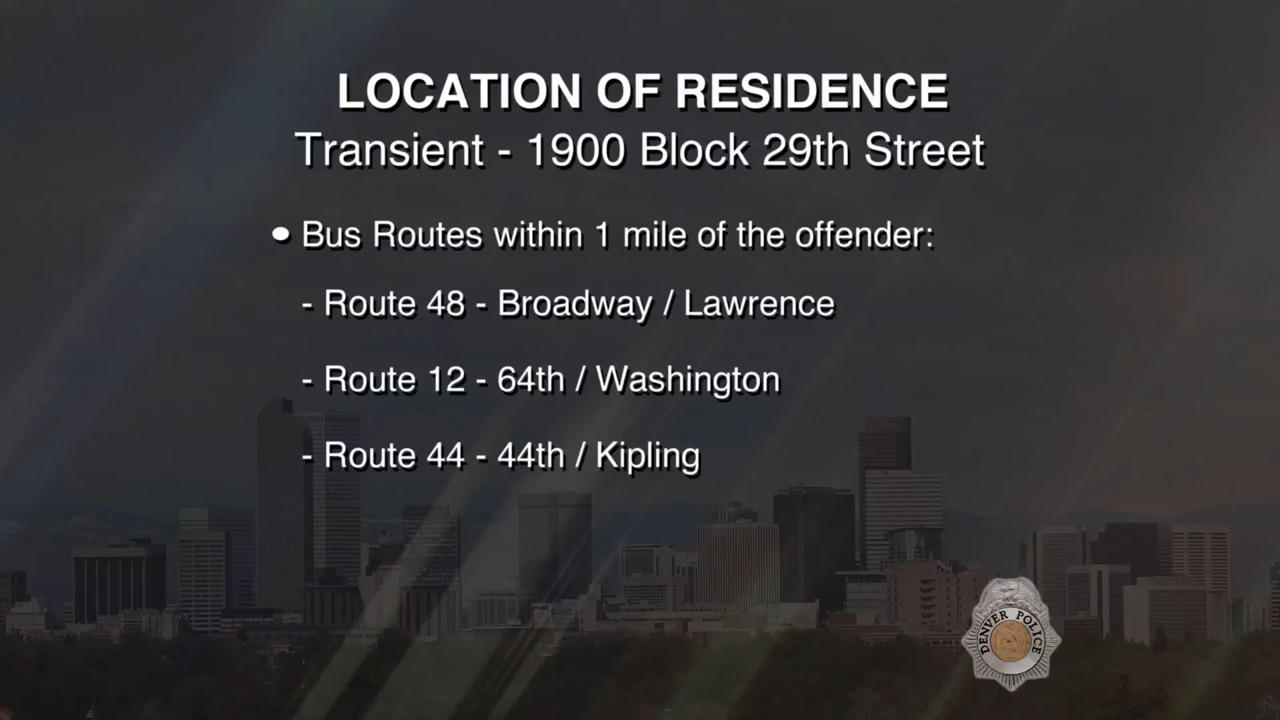 LOCATION OF RESIDENCE
Transient - 1900 Block 29th Street
• Bus Routes within 1 mile of the offender:
- Route 48 - Broadway / Lawrence
- Route 12 - 64th / Washington
- Route 44 - 44th / Kipling
DENVER POLICE